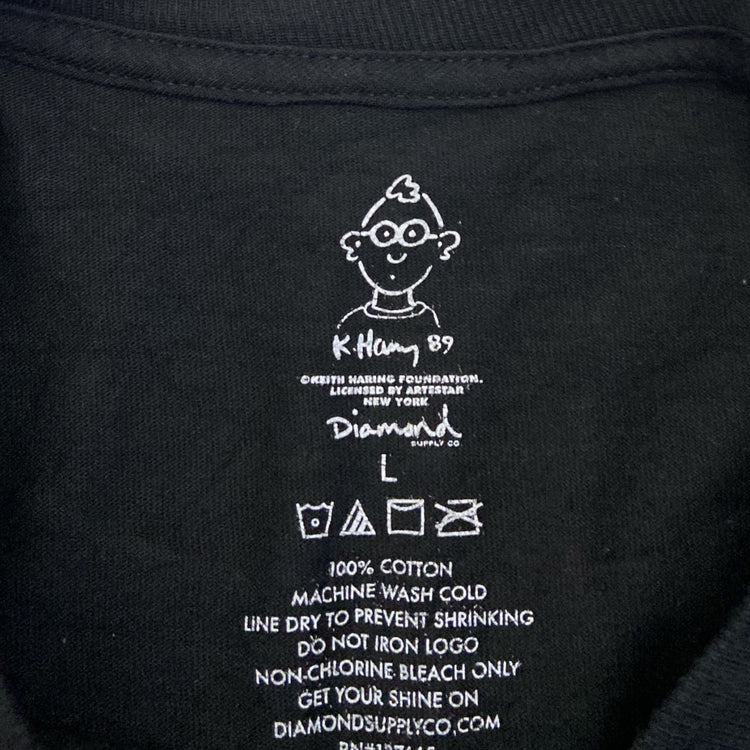 K.Haring 89
©KEITH HARING FOUNDATION.
LICENSED BY ARTESTAR
NEW YORK
Diamond
SUPPLY CO
L
100% COTTON
MACHINE WASH COLD
LINE DRY TO PREVENT SHRINKING
DO NOT IRON LOGO
NON-CHLORINE BLEACH ONLY
GET YOUR SHINE ON
DIAMONDSUPPLYCO.COM